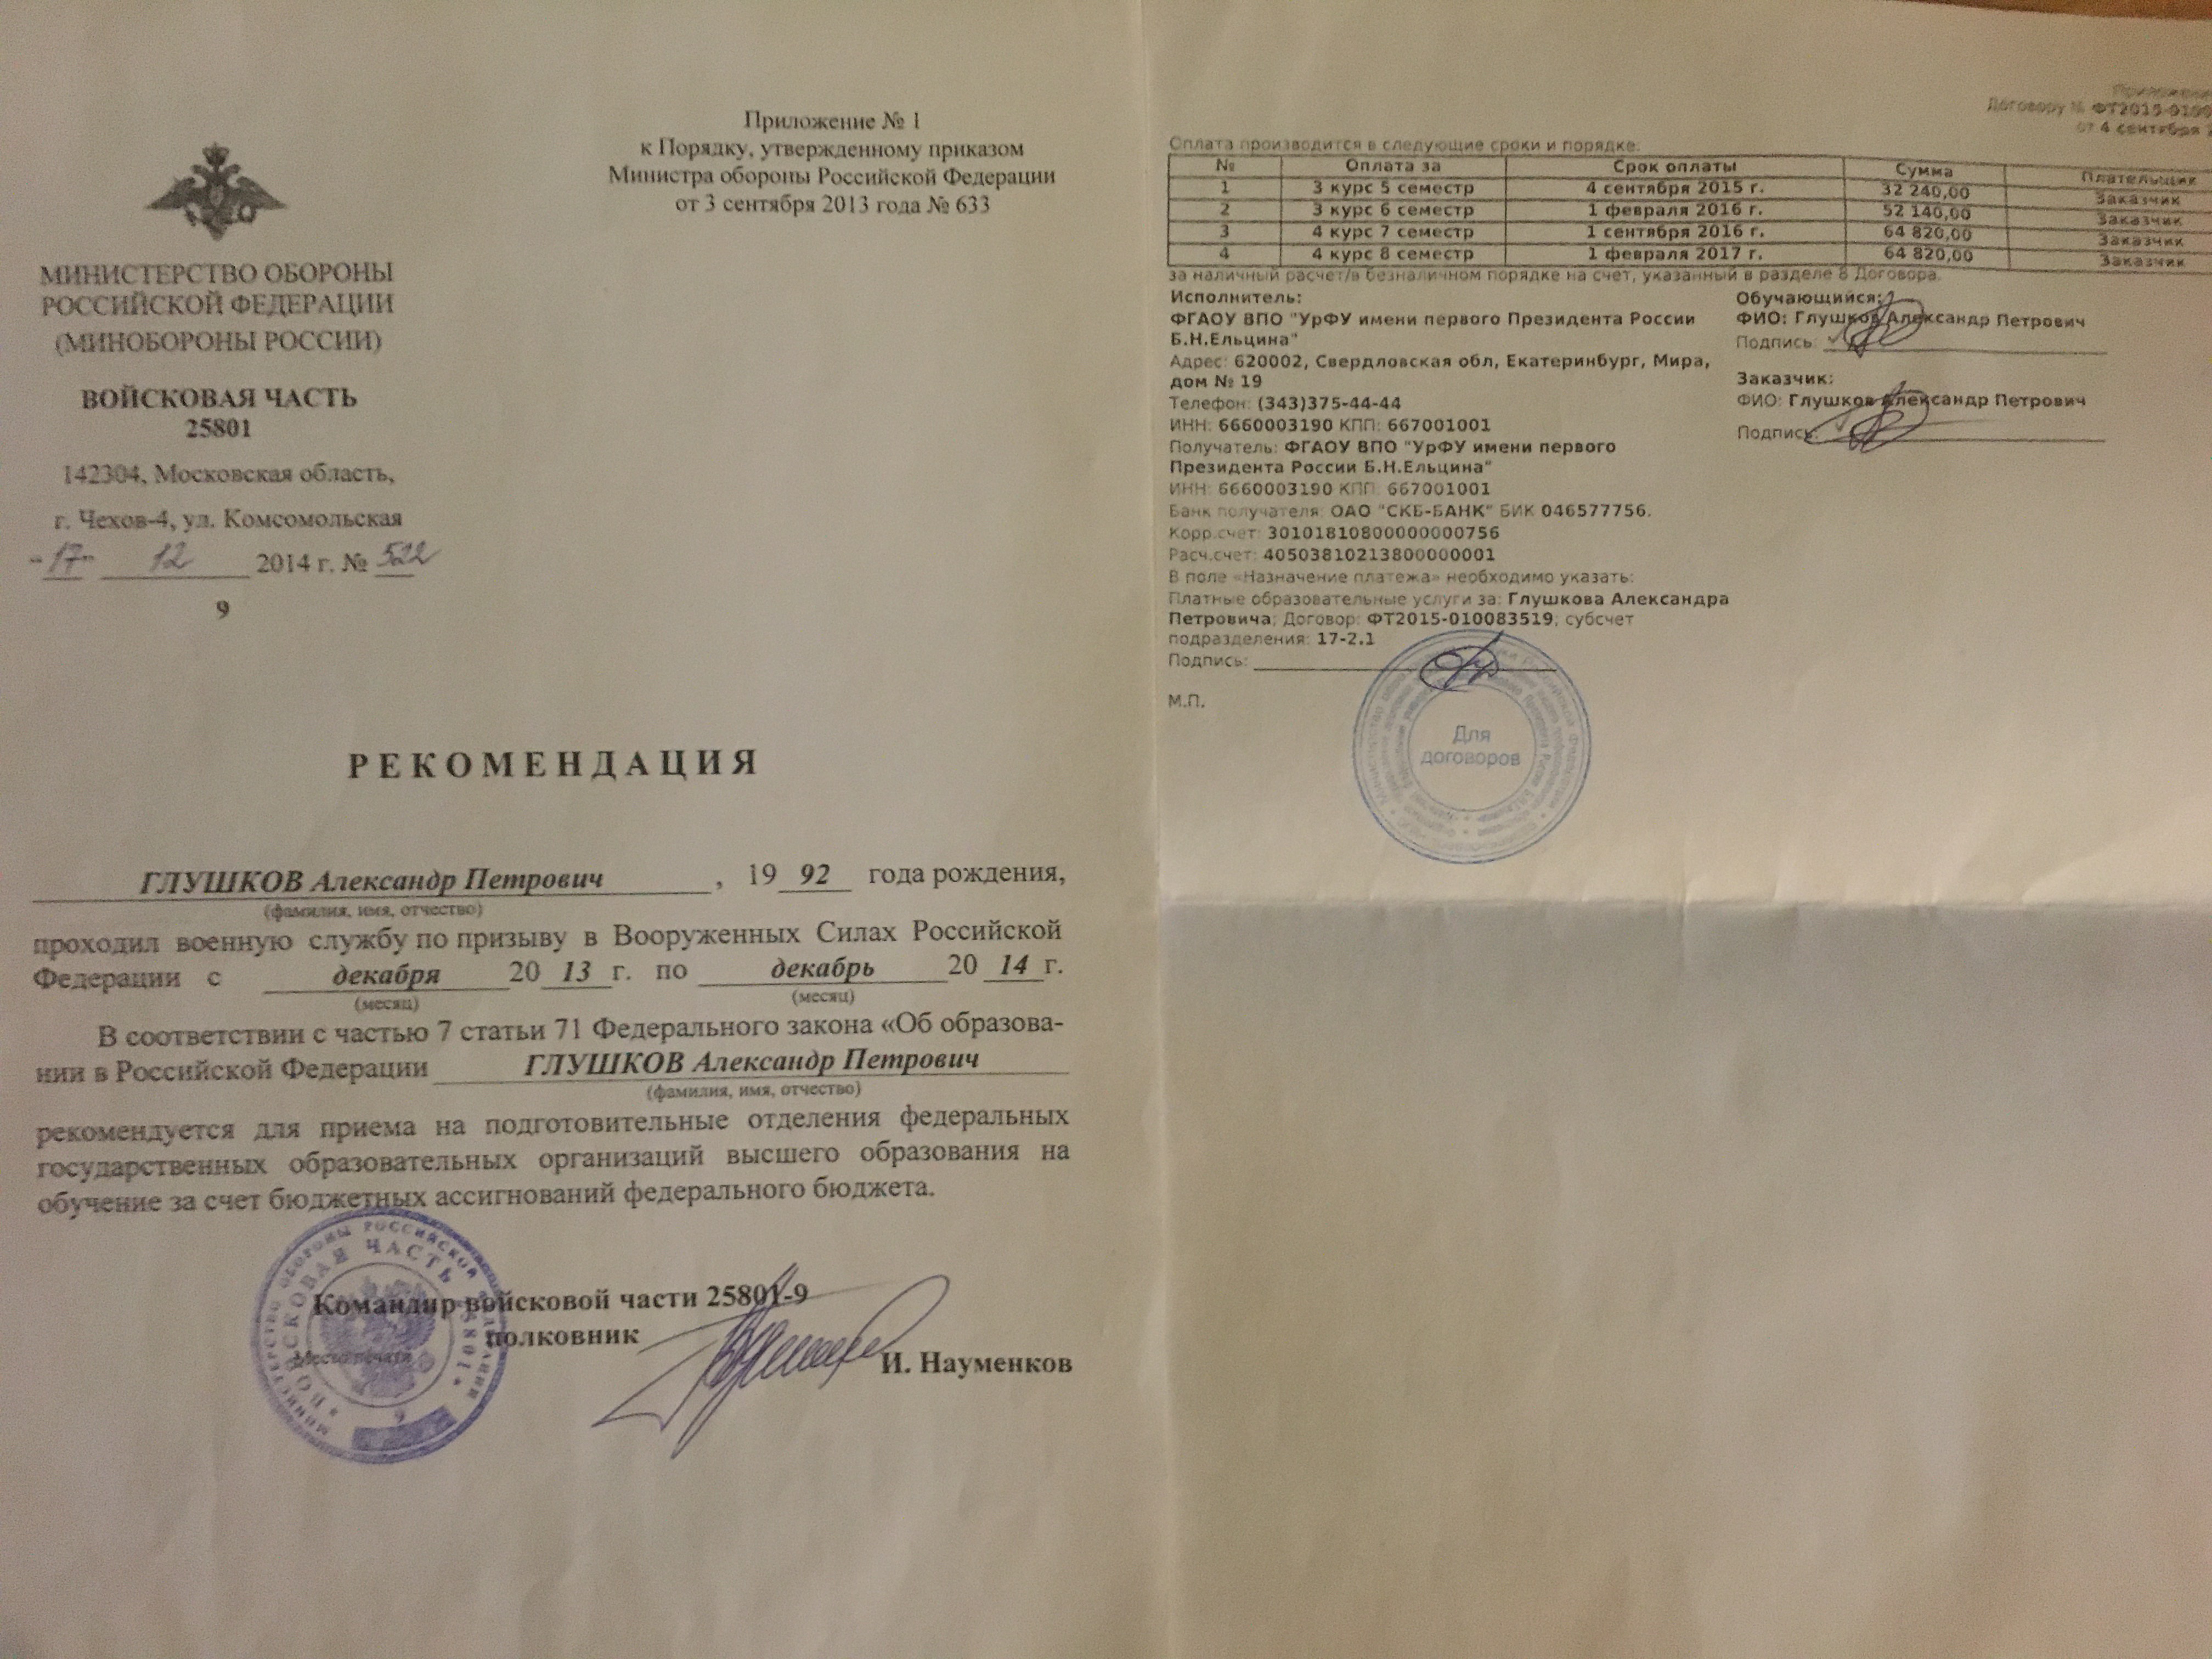 Приложение № 1
к Порядку, утвержденному приказом
Министра обороны Российской Федерации
от 3 сентября 2013 года № 633
МИНИСТЕРСТВО ОБОРОНЫ
РОССИЙСКОЙ ФЕДЕРАЦИИ
(МИНОБОРОНЫ РОССИИ)
ВОЙСКОВАЯ ЧАСТЬ
25801
142304, Московская область,
г. Чехов-4, ул. Комсомольская
"17" 12 2014 г. № 522
9
РЕКОМЕНДАЦИЯ
ГЛУШКОВ Александр Петрович, 19 92 года рождения,
(фамилия, имя, отчество)
проходил военную службу по призыву в Вооруженных Силах Российской
Федерации с декабря 20 13 г. по декабрь 20 14 г.
(месяц) (месяц)
В соответствии с частью 7 статьи 71 Федерального закона «Об образова-
нии в Российской Федерации ГЛУШКОВ Александр Петрович
(фамилия, имя, отчество)
рекомендуется для приема на подготовительные отделения федеральных
государственных образовательных организаций высшего образования на
обучение за счет бюджетных ассигнований федерального бюджета.
Командир войсковой части 25801-9
полковник
И. Науменков
МИНИСТЕРСТВО ОБОРОНЫ РОССИЙСКОЙ ФЕДЕРАЦИИ
ВОЙСКОВАЯ ЧАСТЬ
9
Договору № ФТ2015-0100
от 4 сентября
Оплата производится в следующие сроки и порядке:
№ Оплата за Срок оплаты Сумма Плательщик
1 3 курс 5 семестр 4 сентября 2015 г. 32 240,00 Заказчик
2 3 курс 6 семестр 1 февраля 2016 г. 52 140,00 Заказчик
3 4 курс 7 семестр 1 сентября 2016 г. 64 820,00 Заказчик
4 4 курс 8 семестр 1 февраля 2017 г. 64 820,00 Заказчик
за наличный расчет/в безналичном порядке на счет, указанный в разделе 8 Договора.
Исполнитель:
ФГАОУ ВПО "УрФУ имени первого Президента России
Б.Н.Ельцина"
Адрес: 620002, Свердловская обл, Екатеринбург, Мира,
дом № 19
Телефон: (343)375-44-44
ИНН: 6660003190 КПП: 667001001
Получатель: ФГАОУ ВПО "УрФУ имени первого
Президента России Б.Н.Ельцина"
ИНН: 6660003190 КПП: 667001001
Банк получателя: ОАО "СКБ-БАНК" БИК 046577756.
Корр.счет: 30101810800000000756
Расч.счет: 40503810213800000001
В поле «Назначение платежа» необходимо указать:
Платные образовательные услуги за: Глушкова Александра
Петровича; Договор: ФТ2015-010083519; субсчет
подразделения: 17-2.1
Подпись:
М.П.
Для
договоров
Обучающийся:
ФИО: Глушков Александр Петрович
Подпись:
Заказчик:
ФИО: Глушков Александр Петрович
Подпись: